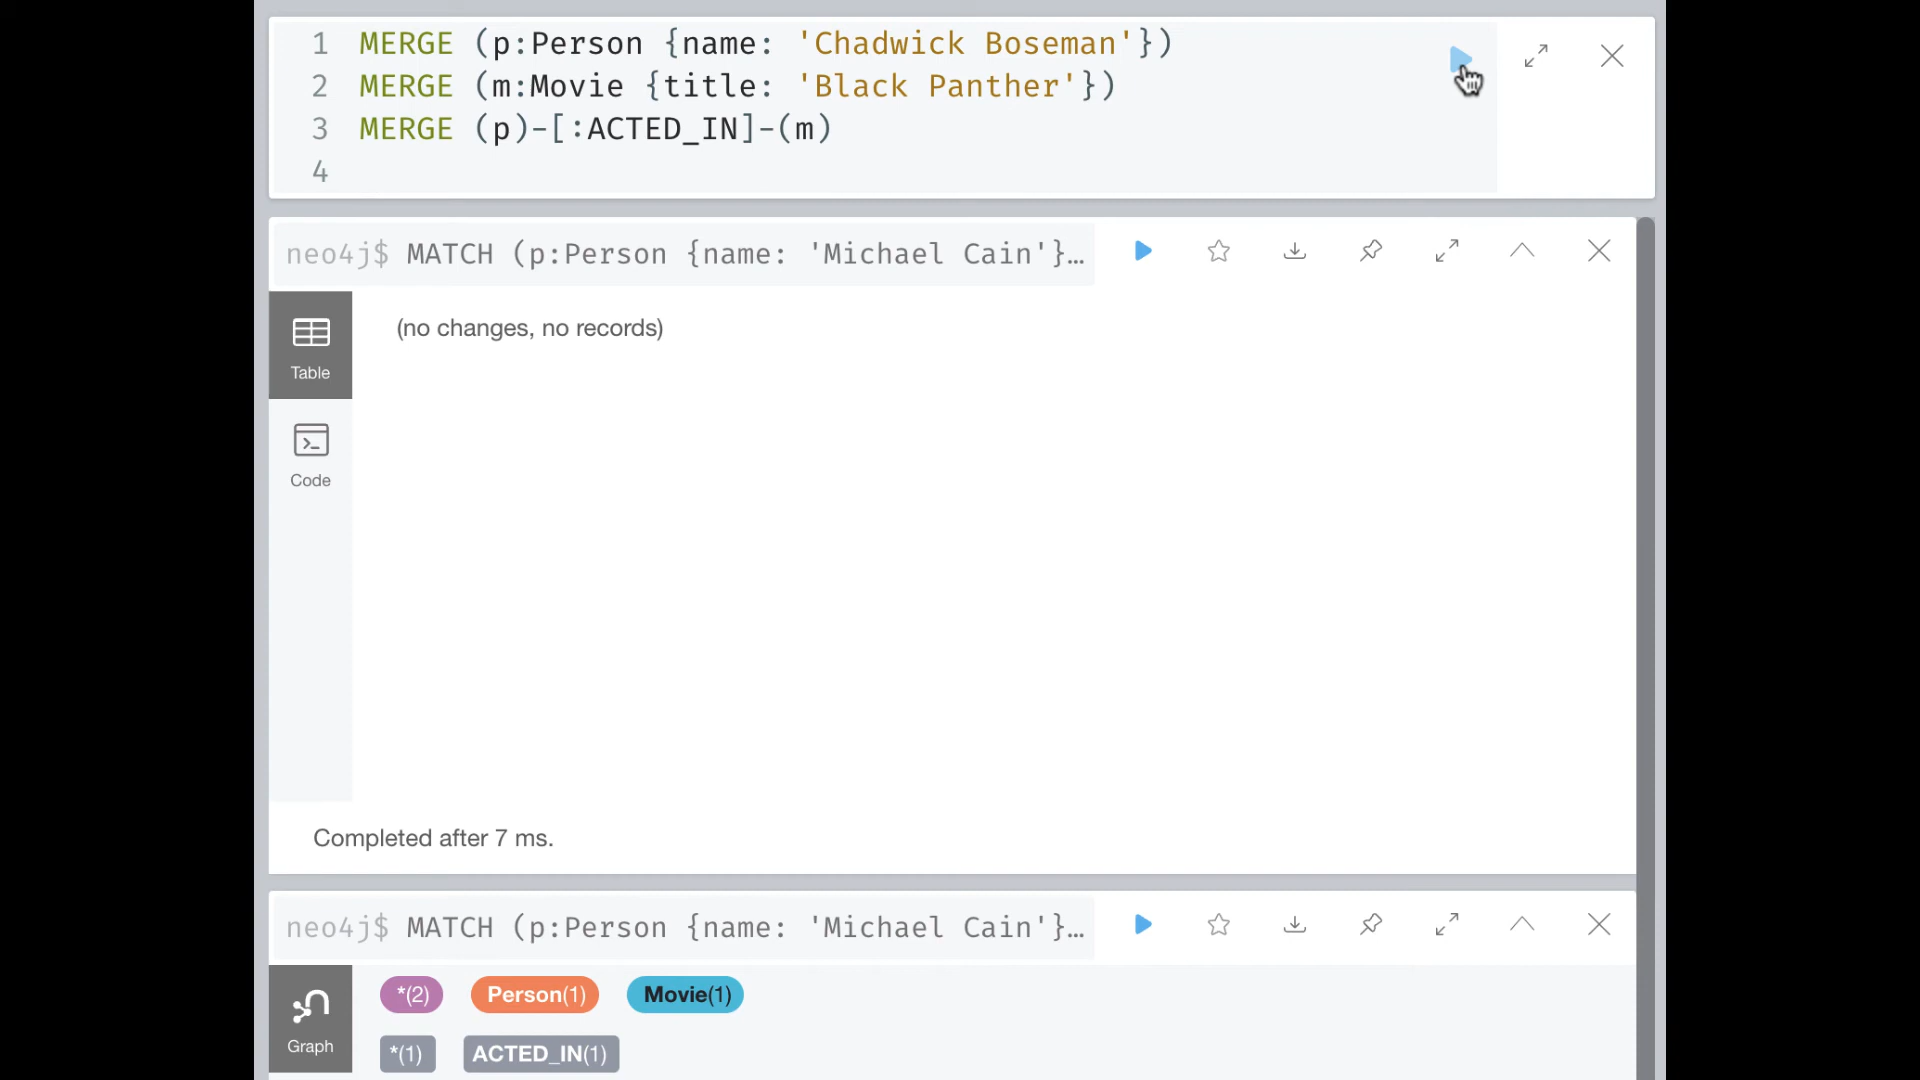 1 MERGE (p:Person {name: 'Chadwick Boseman'})
2 MERGE (m:Movie {title: 'Black Panther'})
3 MERGE (p)-[:ACTED_IN]-(m)
4
neo4j$ MATCH (p:Person {name: 'Michael Cain'}…
(no changes, no records)
Table
Code
Completed after 7 ms.
neo4j$ MATCH (p:Person {name: 'Michael Cain'}…
*(2) Person(1) Movie(1)
Graph
*(1) ACTED_IN(1)